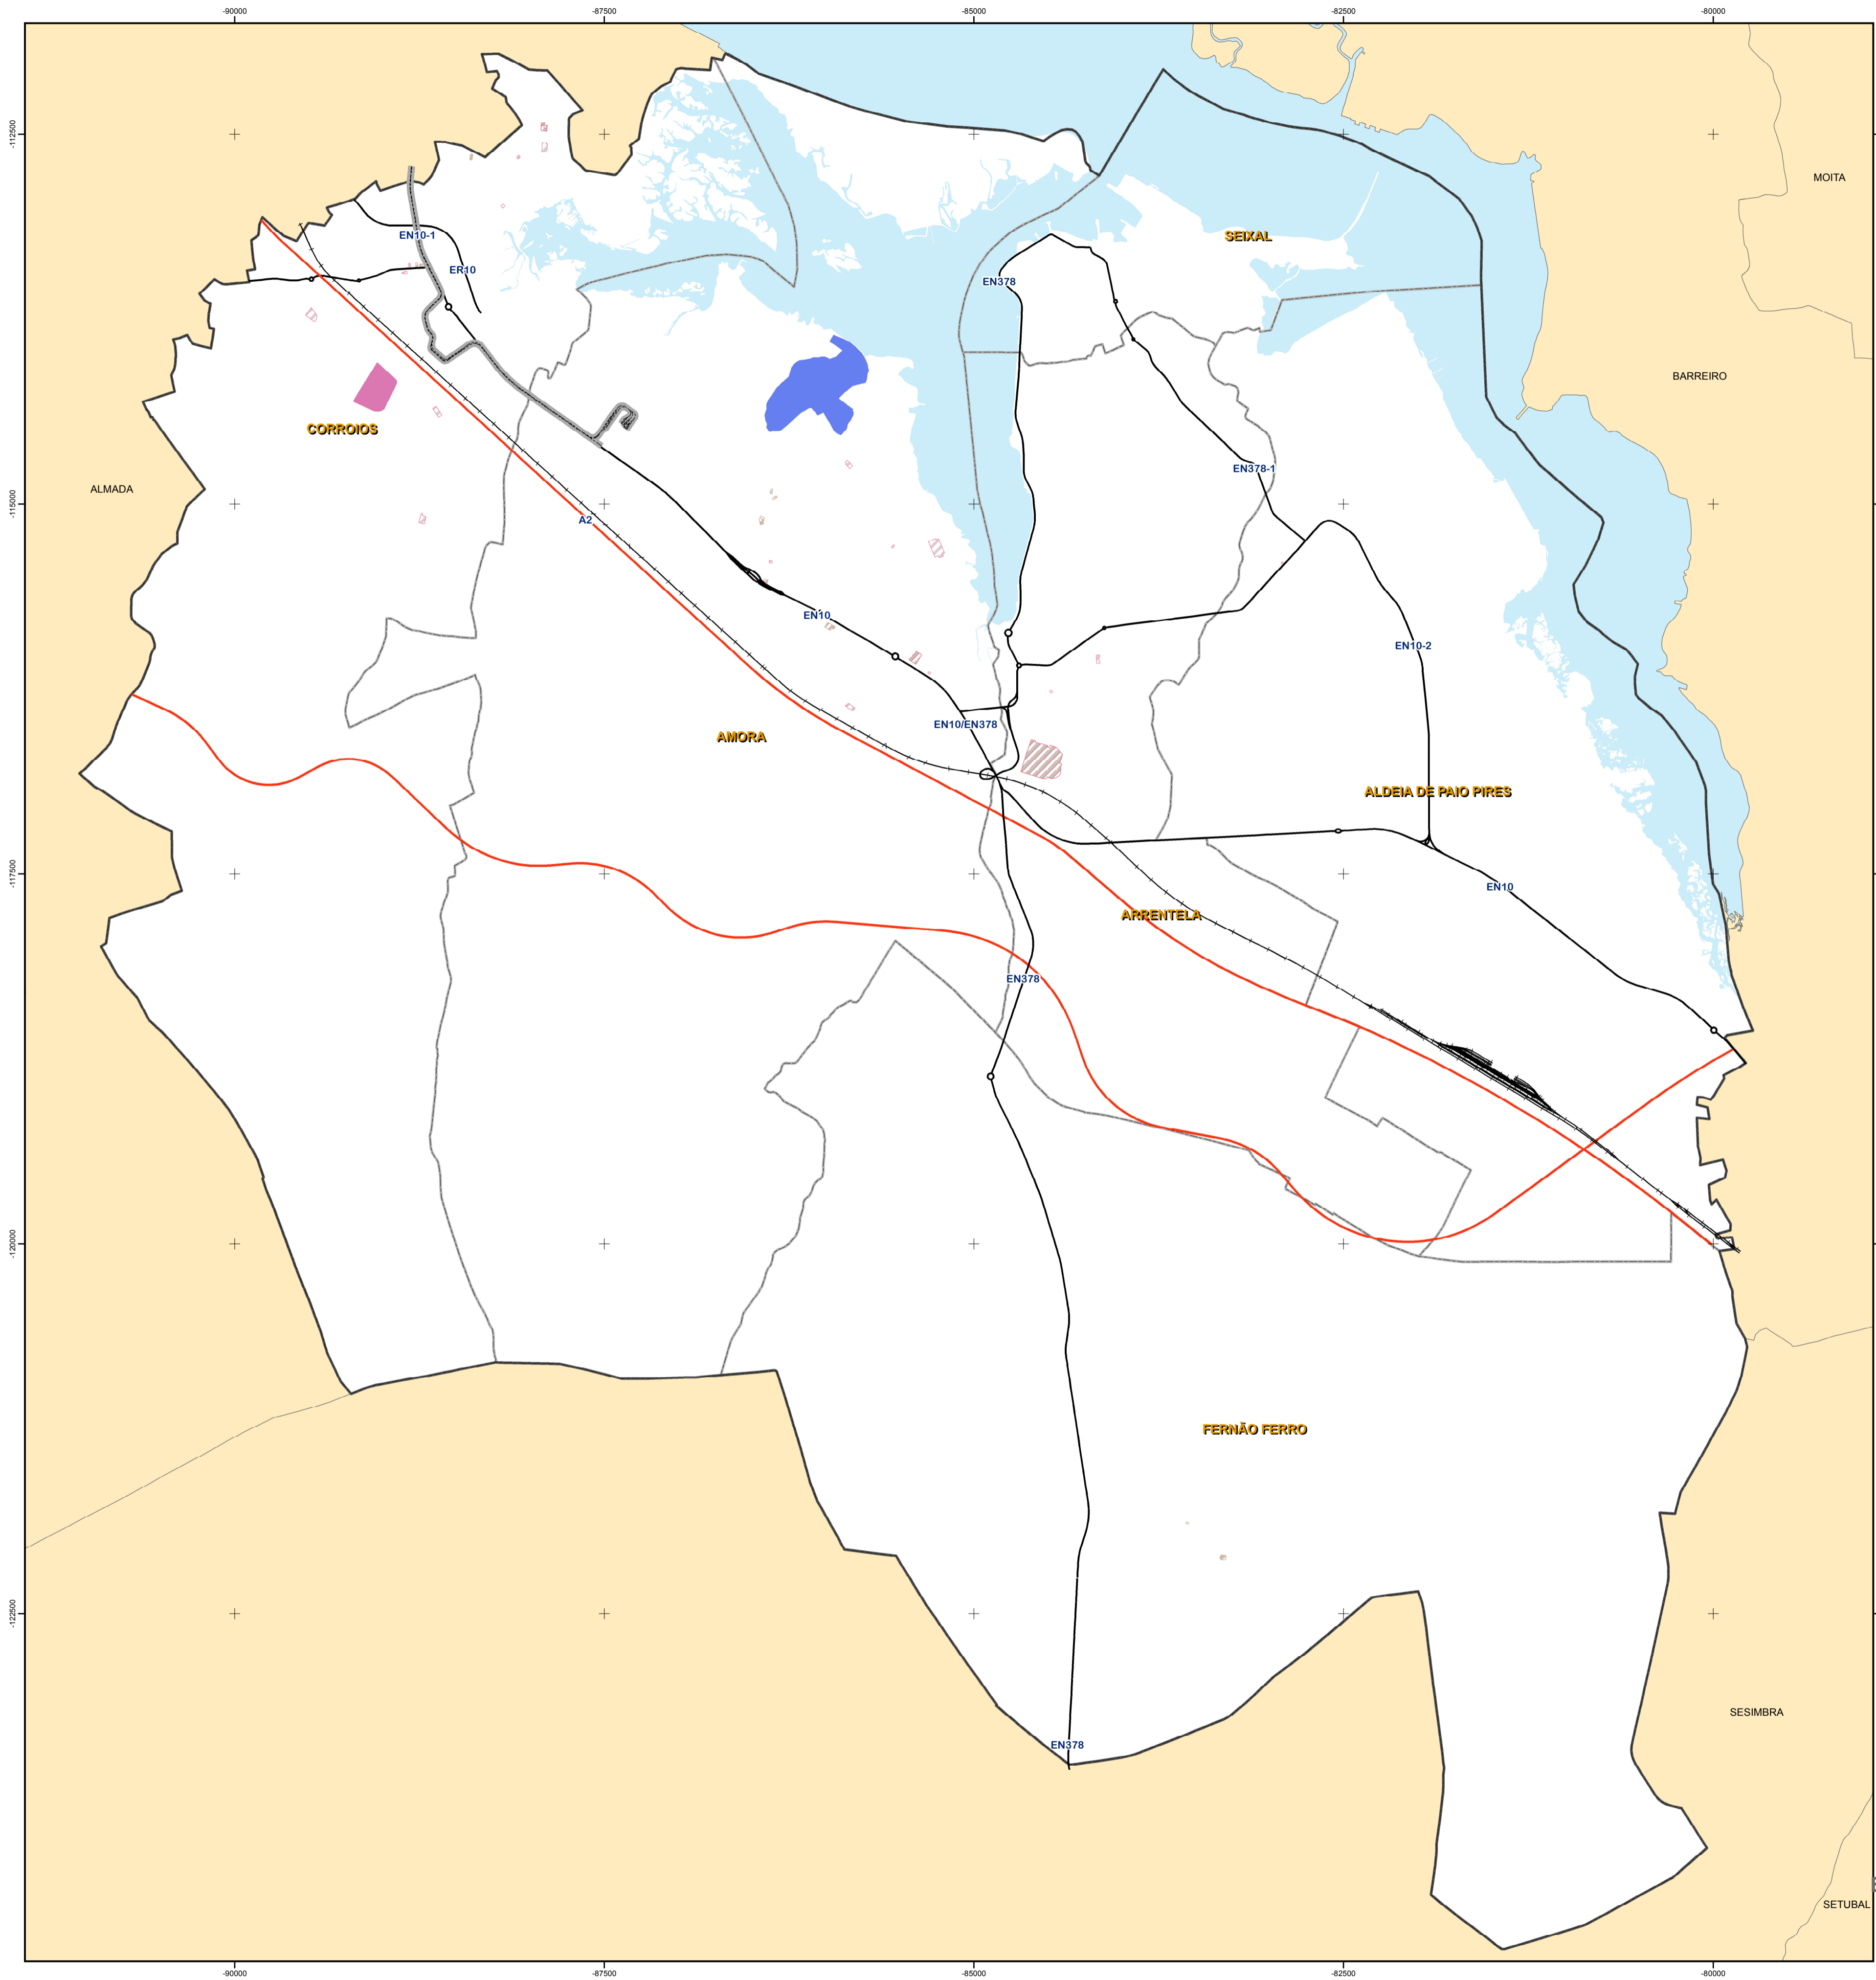 -90000
-87500
-85000
-82500
-80000
-112500
MOITA
EN10-1
SEIXAL
ER10
EN378
BARREIRO
CORROIOS
EN378-1
ALMADA
-115000
A2
EN10
EN10-2
EN10/EN378
AMORA
ALDEIA DE PAIO PIRES
-117500
EN10
ARRENTELA
EN378
-120000
FERNÃO FERRO
-122500
SESIMBRA
EN378
SETUBAL
-90000
-87500
-85000
-82500
-80000